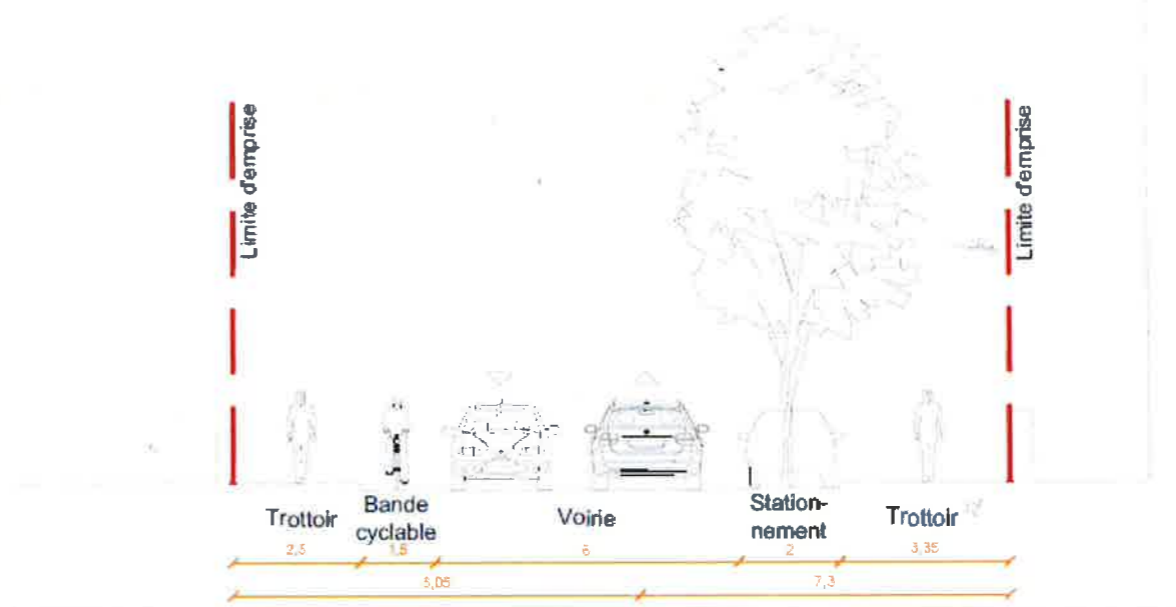 Limite d'emprise
Limite d'emprise
Trottoir
Bande
cyclable
Voirie
Station-
nement
Trottoir
2,5
1,5
6
2
3,35
8,05
7,3